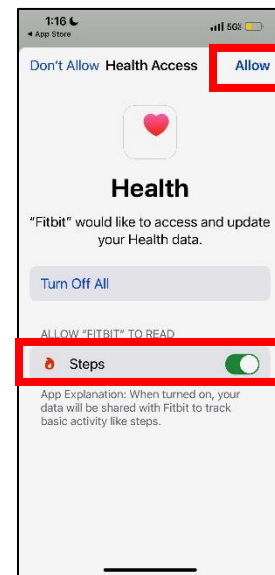 1:16
5G
◀ App Store
Don't Allow Health Access Allow
Health
"Fitbit" would like to access and update
your Health data.
Turn Off All
ALLOW "FITBIT" TO READ
Steps
App Explanation: When turned on, your
data will be shared with Fitbit to track
basic activity like steps.